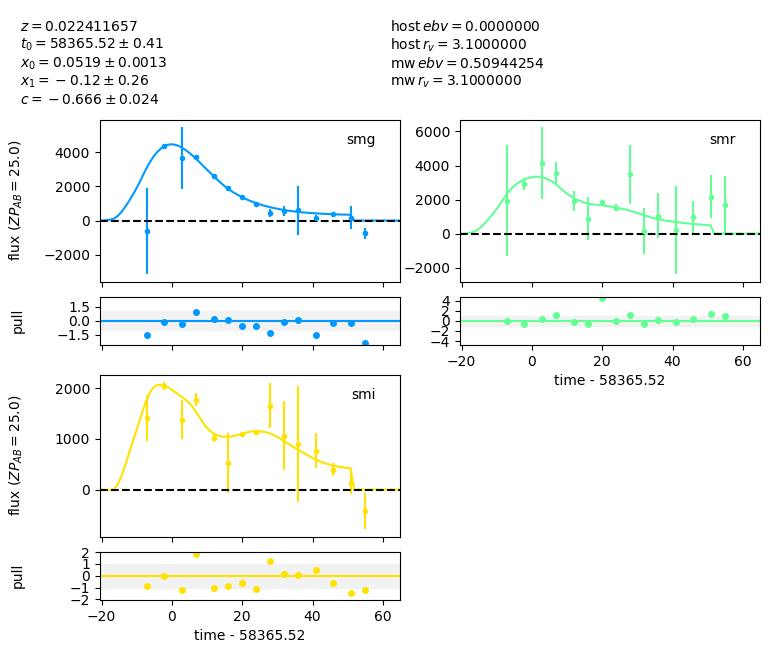 z = 0.022411657
t0 = 58365.52 ± 0.41
x0 = 0.0519 ± 0.0013
x1 = −0.12 ± 0.26
c = −0.666 ± 0.024
host ebv = 0.0000000
host rv = 3.1000000
mw ebv = 0.50944254
mw rv = 3.1000000
smg
flux (ZPAB = 25.0)
4000
2000
0
−2000
smr
6000
4000
2000
0
−2000
pull
1.5
0.0
−1.5
4
2
0
−2
−4
−20 0 20 40 60
time - 58365.52
smi
flux (ZPAB = 25.0)
2000
1000
0
pull
2
1
0
−1
−2
−20 0 20 40 60
time - 58365.52